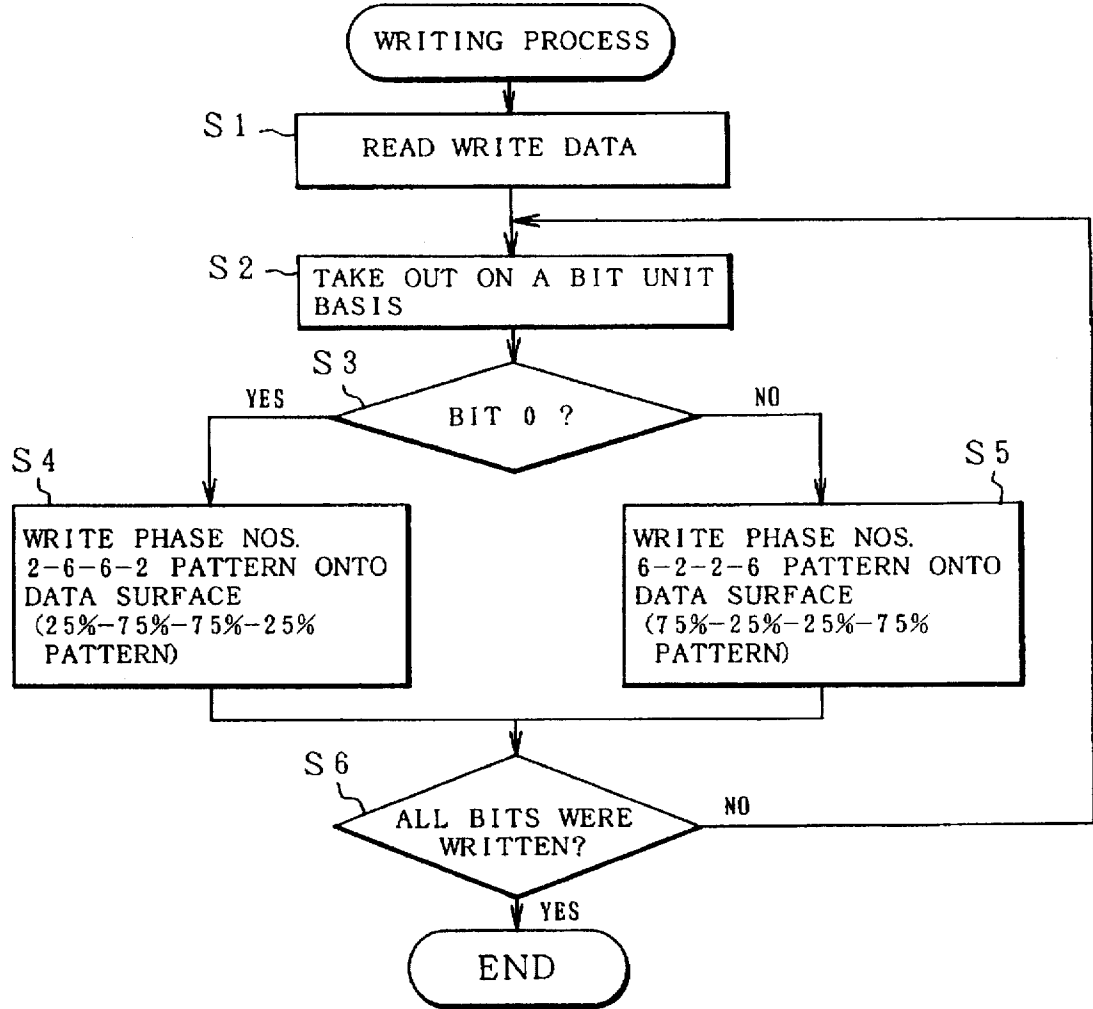 WRITING PROCESS
S1
READ WRITE DATA
S2
TAKE OUT ON A BIT UNIT
BASIS
S3
YES
BIT 0 ?
NO
S4
WRITE PHASE NOS.
2-6-6-2 PATTERN ONTO
DATA SURFACE
(25%-75%-75%-25%
PATTERN)
S5
WRITE PHASE NOS.
6-2-2-6 PATTERN ONTO
DATA SURFACE
(75%-25%-25%-75%
PATTERN)
S6
ALL BITS WERE
WRITTEN?
NO
YES
END